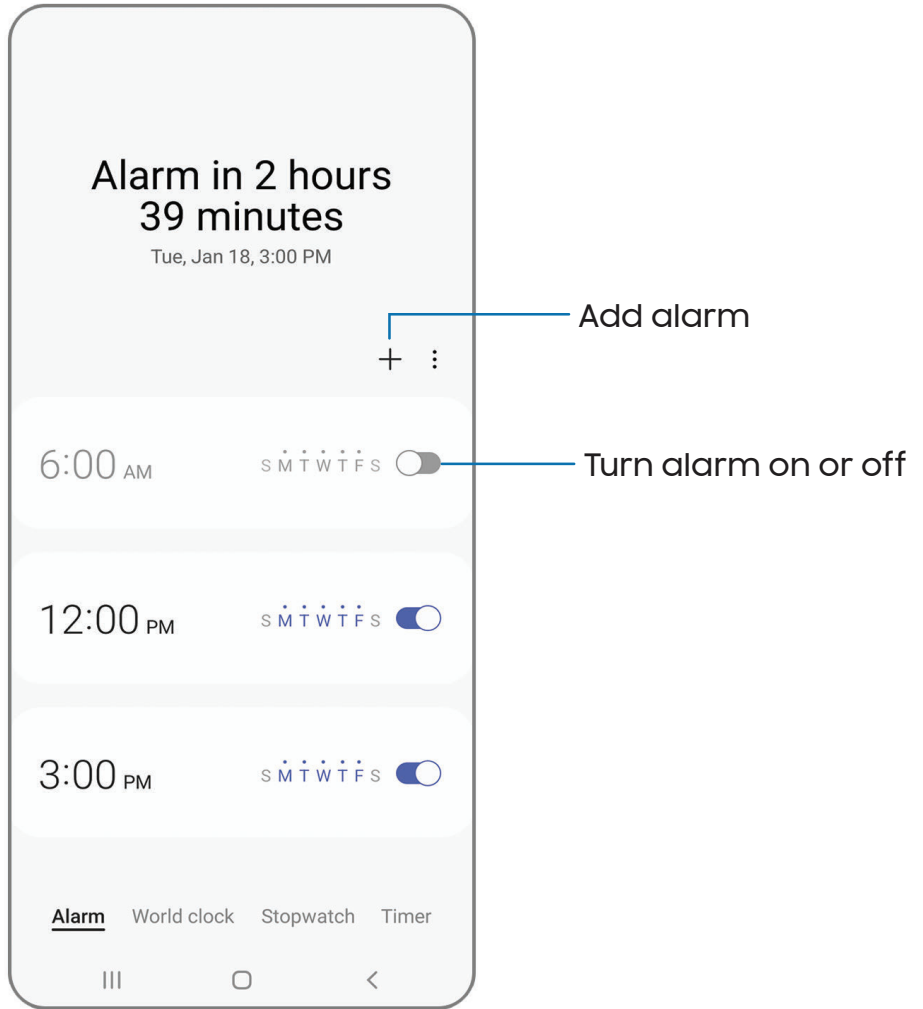 Alarm in 2 hours
39 minutes
Tue, Jan 18, 3:00 PM
Add alarm
6:00 AM S M T W T F S
Turn alarm on or off
12:00 PM S M T W T F S
3:00 PM S M T W T F S
Alarm World clock Stopwatch Timer